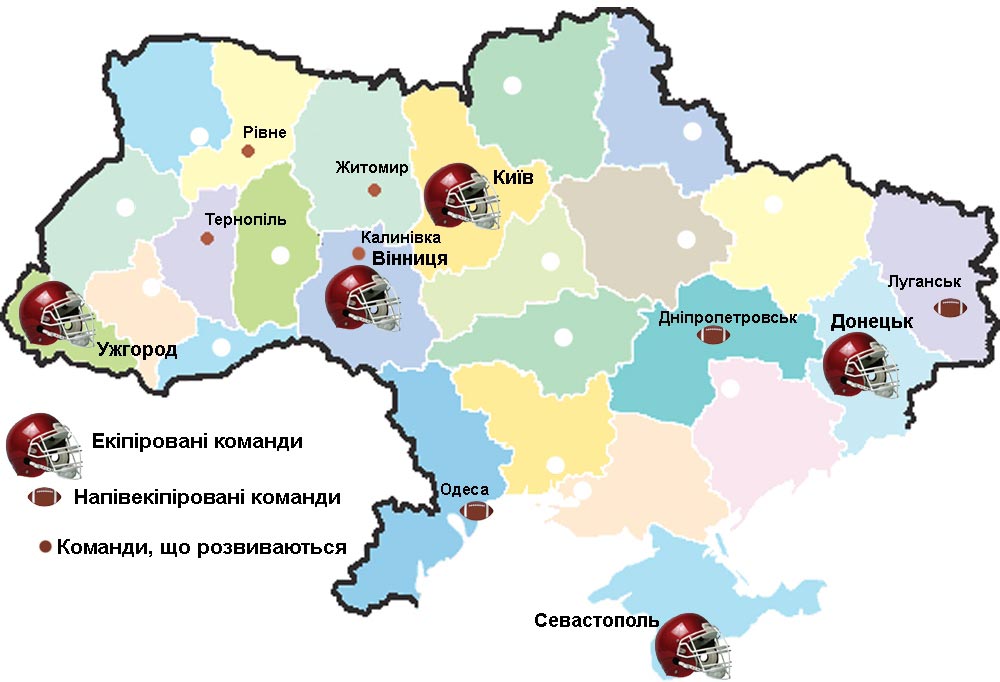 Рівне
Житомир
Київ
Тернопіль
Калинівка
Вінниця
Луганськ
Дніпропетровськ
Донецьк
Ужгород
Екіпіровані команди
Одеса
Напівекіпіровані команди
Команди, що розвиваються
Севастополь